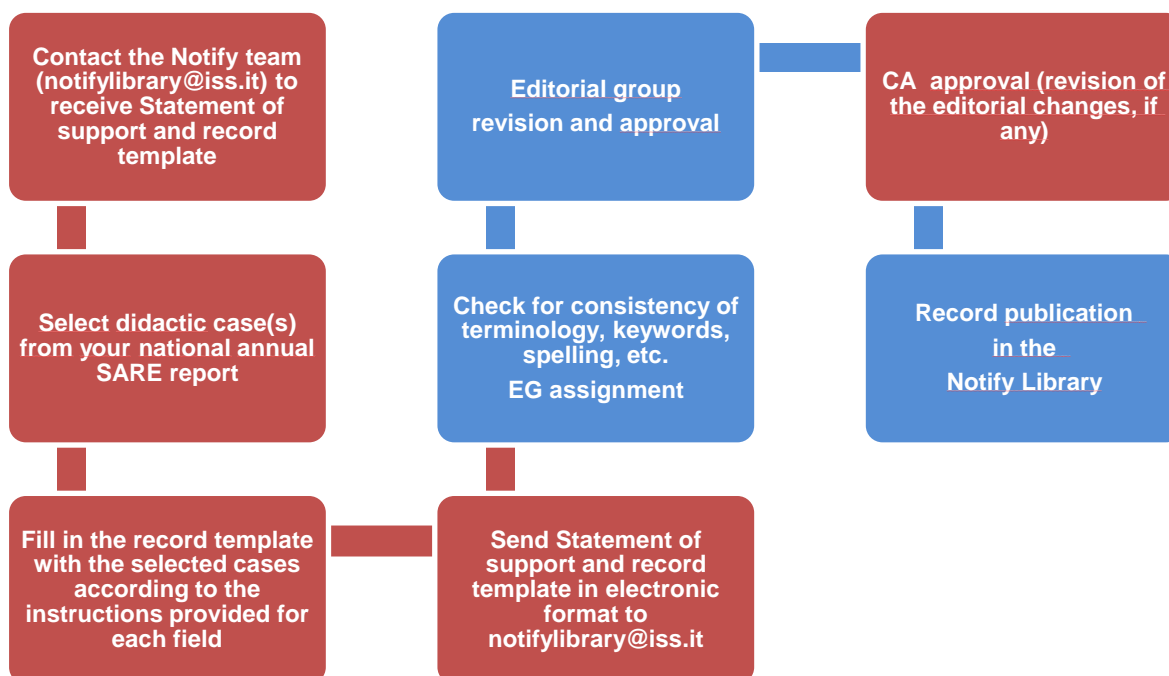 Contact the Notify team
(notifylibrary@iss.it) to
receive Statement of
support and record
template
Select didactic case(s)
from your national annual
SARE report
Fill in the record template
with the selected cases
according to the
instructions provided for
each field
Send Statement of
support and record
template in electronic
format to
notifylibrary@iss.it
Check for consistency of
terminology, keywords,
spelling, etc.
EG assignment
Editorial group
revision and approval
CA approval (revision of
the editorial changes, if
any)
Record publication
in the
Notify Library